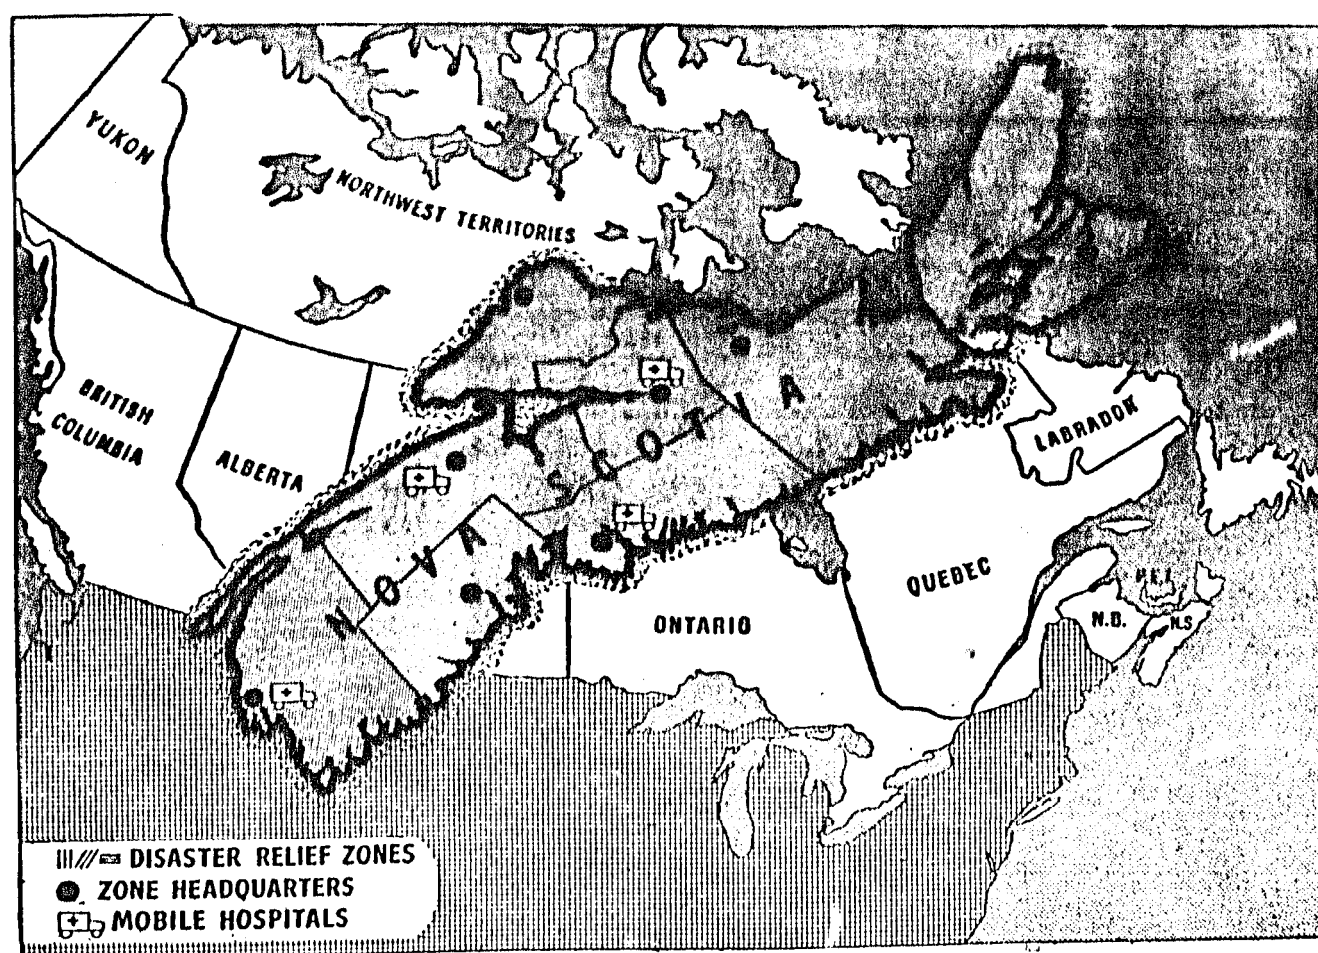 YUKON
NORTHWEST TERRITORIES
BRITISH
COLUMBIA
ALBERTA
NOVA SCOTIA
LABRADOR
QUEBEC
ONTARIO
P.E.I.
N.B.
N.S.
DISASTER RELIEF ZONES
ZONE HEADQUARTERS
MOBILE HOSPITALS